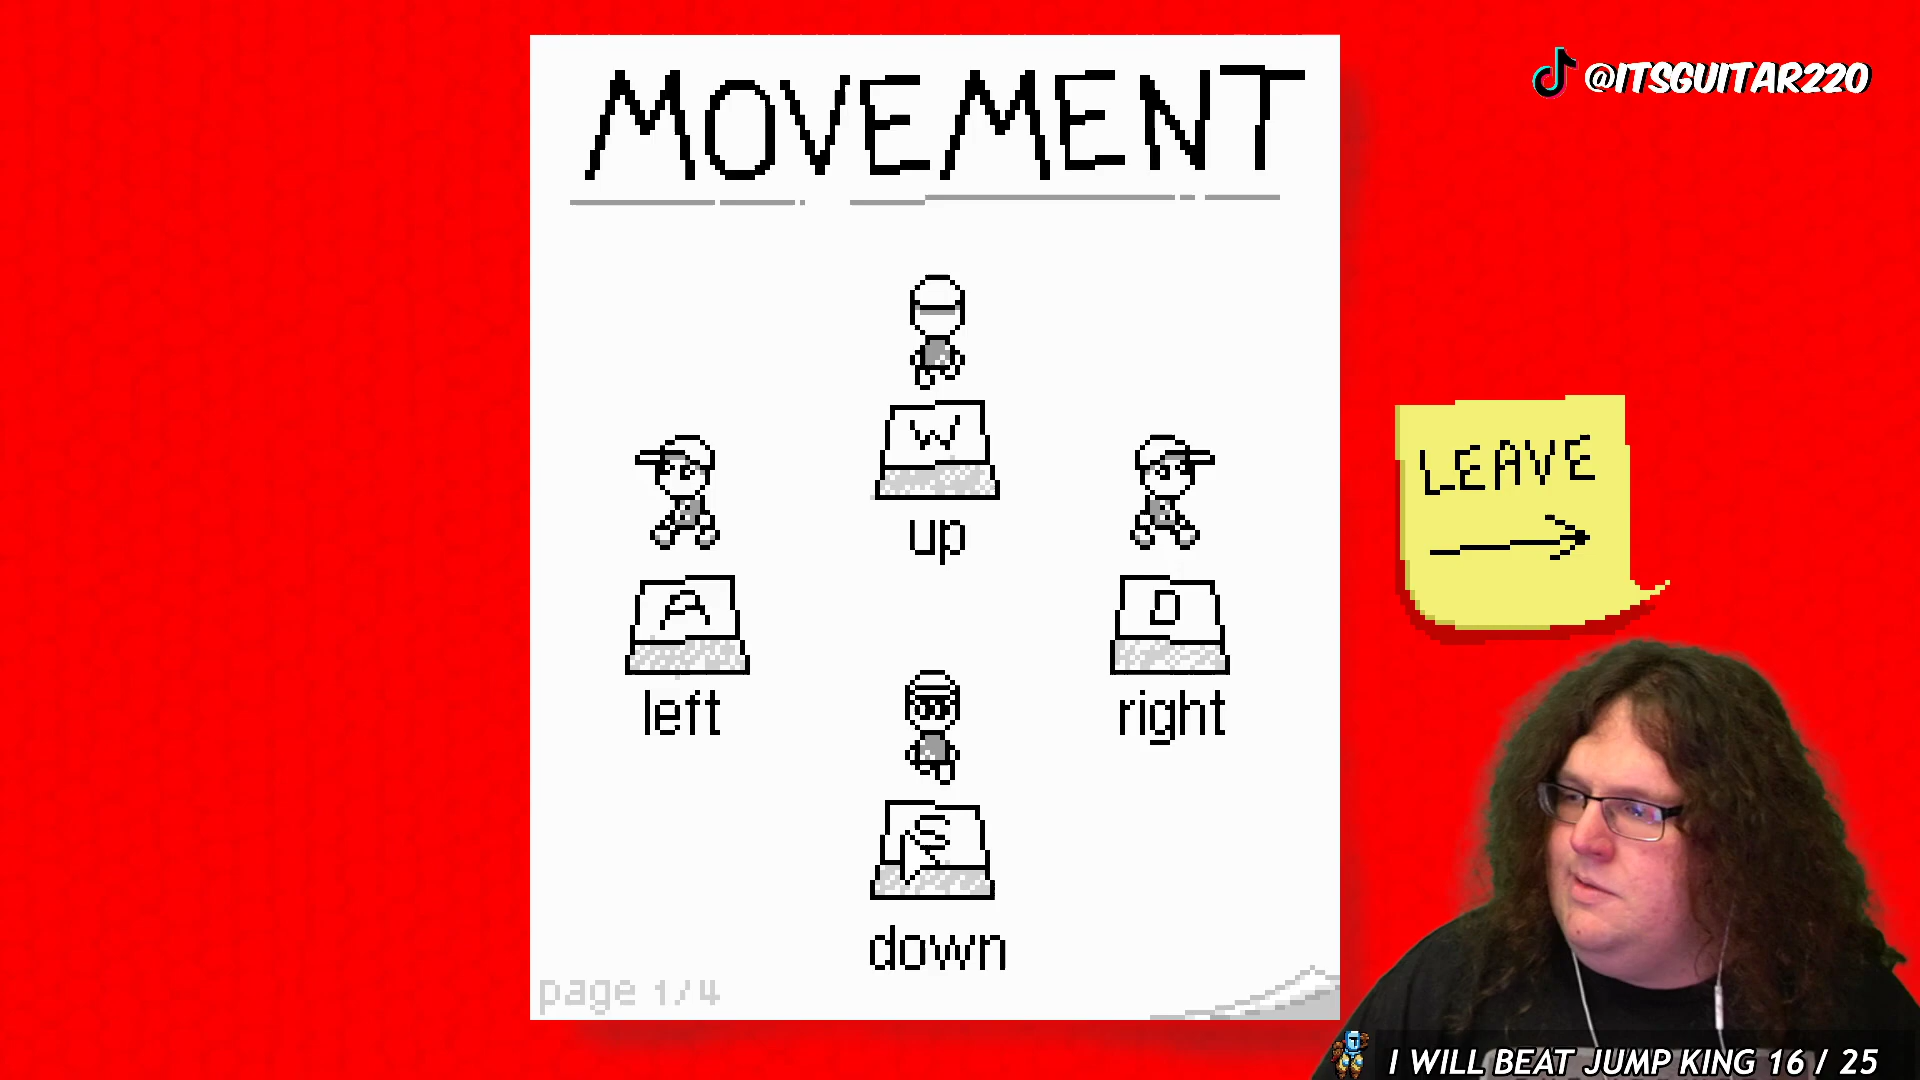 MOVEMENT
@ITSGUITAR220
W
up
LEAVE
A
left
D
right
S
down
page 1/4
I WILL BEAT JUMP KING 16 / 25